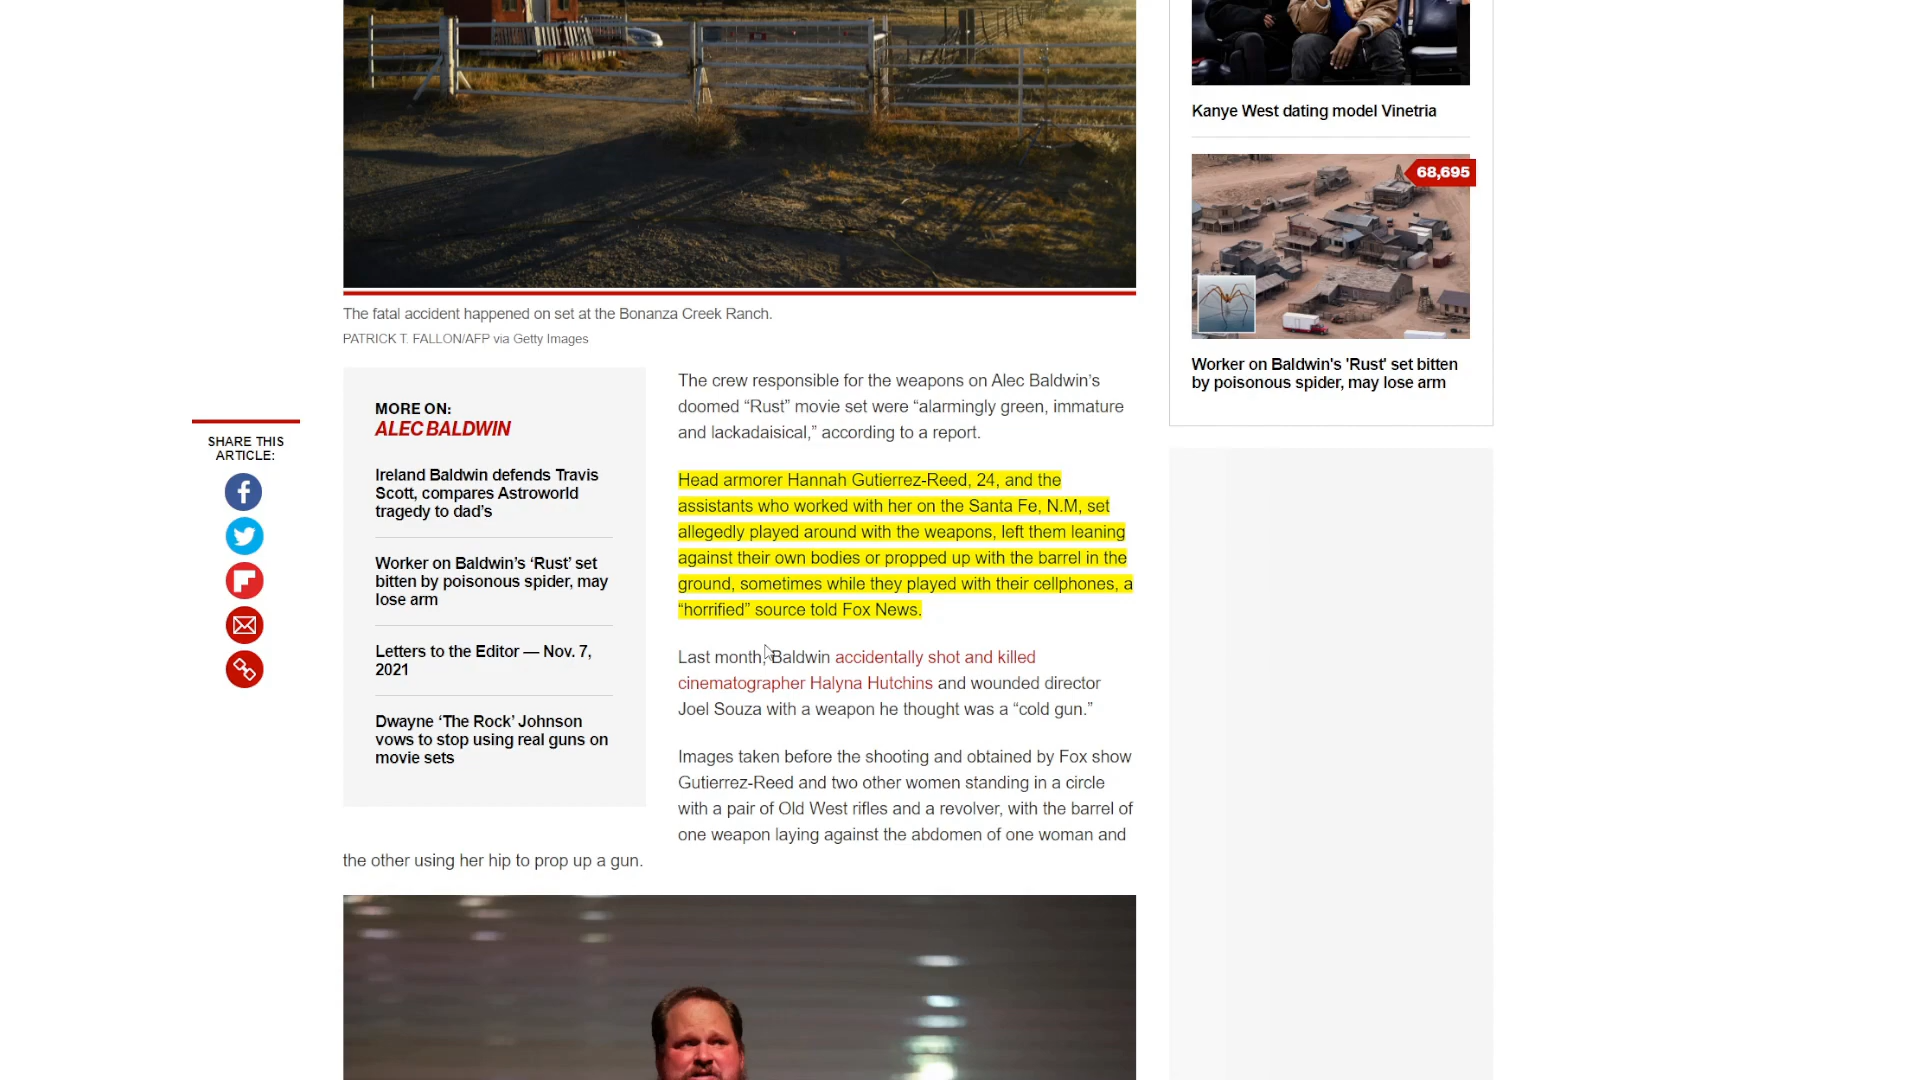 The fatal accident happened on set at the Bonanza Creek Ranch.
PATRICK T. FALLON/AFP via Getty Images
SHARE THIS
ARTICLE:
MORE ON:
ALEC BALDWIN
Ireland Baldwin defends Travis
Scott, compares Astroworld
tragedy to dad’s
Worker on Baldwin’s ‘Rust’ set
bitten by poisonous spider, may
lose arm
Letters to the Editor — Nov. 7,
2021
Dwayne ‘The Rock’ Johnson
vows to stop using real guns on
movie sets
The crew responsible for the weapons on Alec Baldwin’s
doomed “Rust” movie set were “alarmingly green, immature
and lackadaisical,” according to a report.
Head armorer Hannah Gutierrez-Reed, 24, and the
assistants who worked with her on the Santa Fe, N.M, set
allegedly played around with the weapons, left them leaning
against their own bodies or propped up with the barrel in the
ground, sometimes while they played with their cellphones, a
“horrified” source told Fox News.
Last month, Baldwin accidentally shot and killed
cinematographer Halyna Hutchins and wounded director
Joel Souza with a weapon he thought was a “cold gun.”
Images taken before the shooting and obtained by Fox show
Gutierrez-Reed and two other women standing in a circle
with a pair of Old West rifles and a revolver, with the barrel of
one weapon laying against the abdomen of one woman and
the other using her hip to prop up a gun.
Kanye West dating model Vinetria
68,695
Worker on Baldwin's 'Rust' set bitten
by poisonous spider, may lose arm